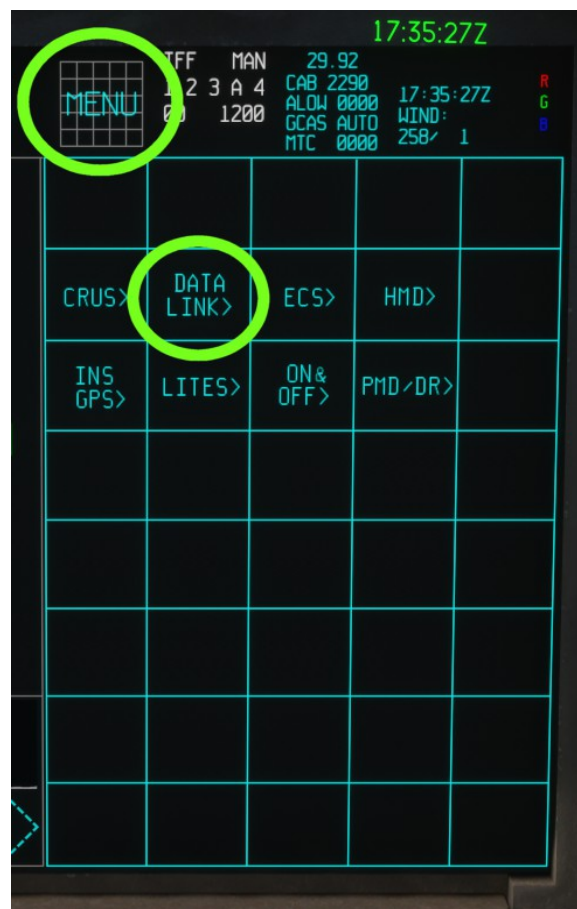 17:35:27Z
MENU
IFF MAN
1 2 3 A 4
00 1200
29.92
CAB 2290
ALOW 0000
GCAS AUTO
MTC 0000
17:35:27Z
WIND:
258/ 1
R
G
B
CRUS>
DATA
LINK>
ECS>
HMD>
INS
GPS>
LITES>
ON&
OFF>
PMD/DR>